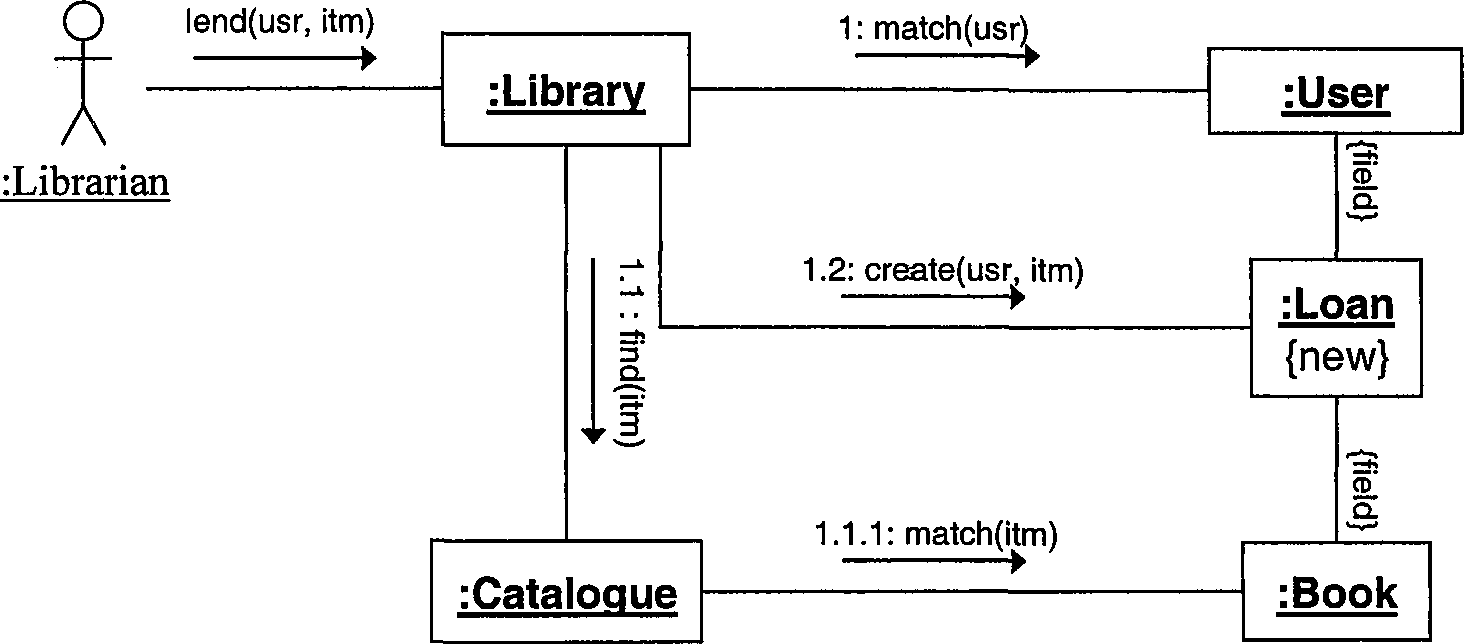 lend(usr, itm)
1: match(usr)
:Library
:User
:Librarian
{field}
1.1 : find(itm)
1.2: create(usr, itm)
:Loan
{new}
{field}
1.1.1: match(itm)
:Catalogue
:Book